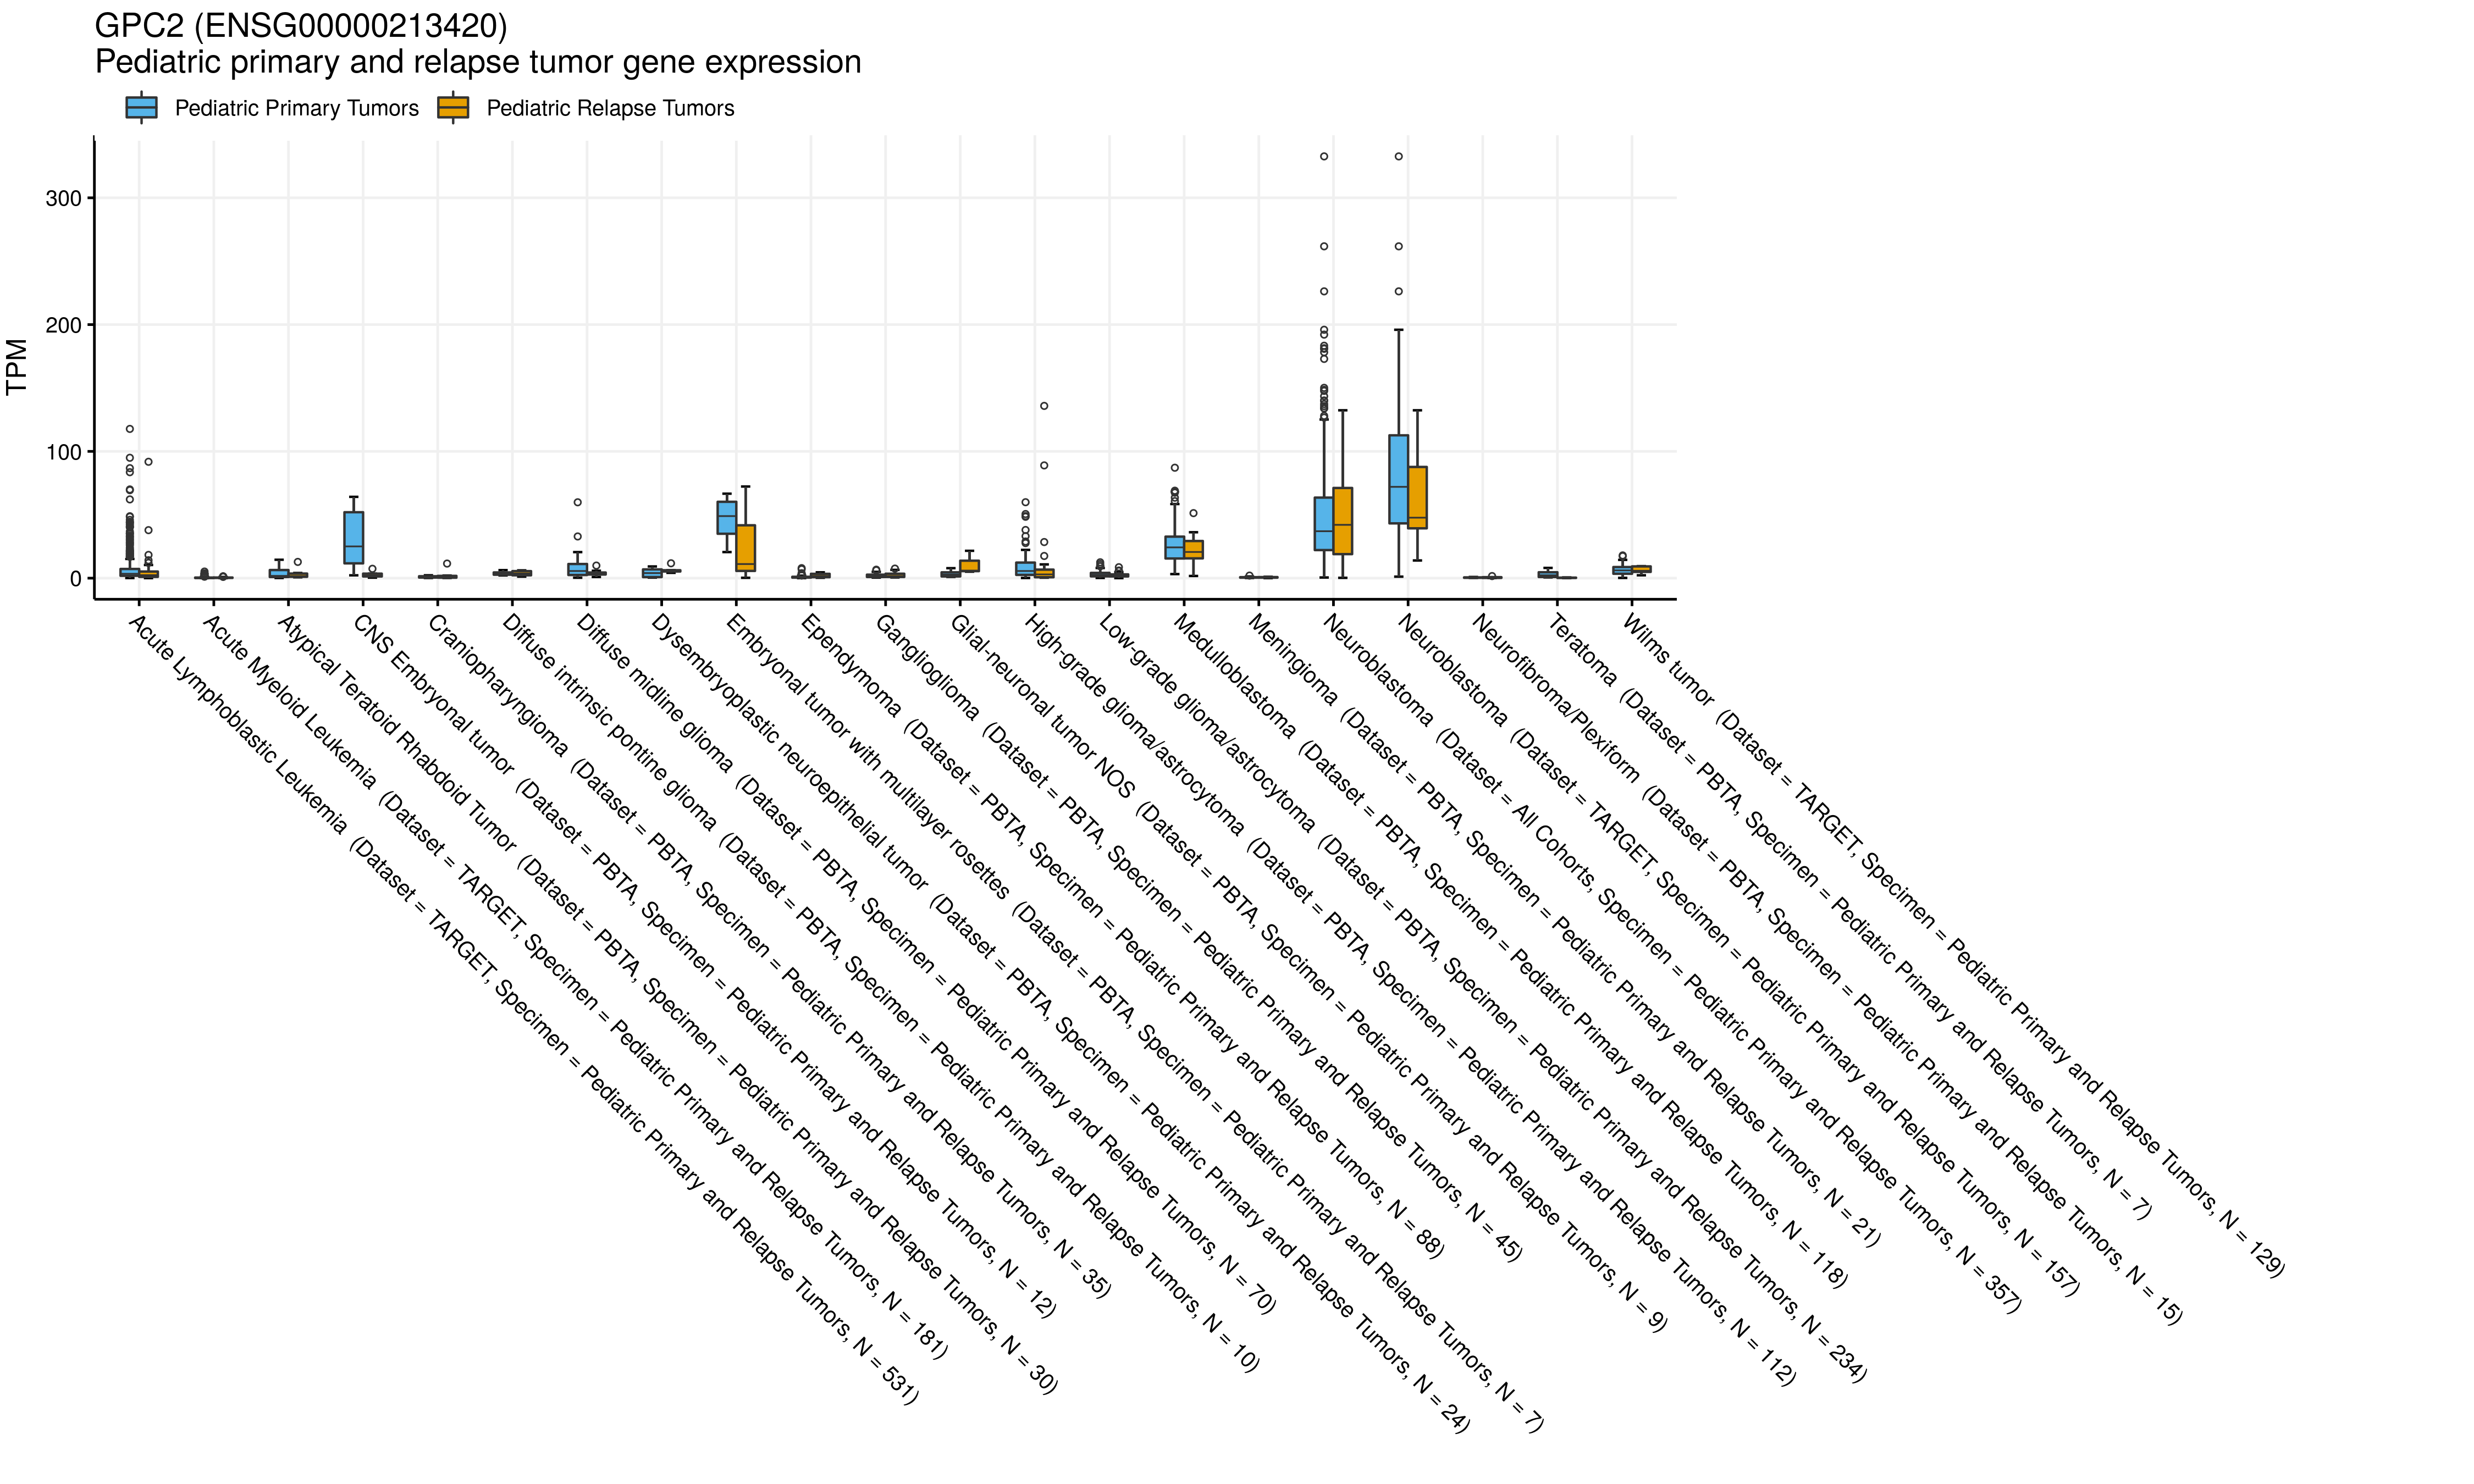 GPC2 (ENSG00000213420)
Pediatric primary and relapse tumor gene expression
Pediatric Primary Tumors
Pediatric Relapse Tumors
TPM
300
200
100
0
Acute Lymphoblastic Leukemia (Dataset = TARGET, Specimen = Pediatric Primary and Relapse Tumors, N = 531)
Acute Myeloid Leukemia (Dataset = TARGET, Specimen = Pediatric Primary and Relapse Tumors, N = 181)
Atypical Teratoid Rhabdoid Tumor (Dataset = PBTA, Specimen = Pediatric Primary and Relapse Tumors, N = 30)
CNS Embryonal tumor (Dataset = PBTA, Specimen = Pediatric Primary and Relapse Tumors, N = 12)
Craniopharyngioma (Dataset = PBTA, Specimen = Pediatric Primary and Relapse Tumors, N = 35)
Diffuse intrinsic pontine glioma (Dataset = PBTA, Specimen = Pediatric Primary and Relapse Tumors, N = 10)
Diffuse midline glioma (Dataset = PBTA, Specimen = Pediatric Primary and Relapse Tumors, N = 70)
Dysembryoplastic neuroepithelial tumor (Dataset = PBTA, Specimen = Pediatric Primary and Relapse Tumors, N = 24)
Embryonal tumor with multilayer rosettes (Dataset = PBTA, Specimen = Pediatric Primary and Relapse Tumors, N = 7)
Ependymoma (Dataset = PBTA, Specimen = Pediatric Primary and Relapse Tumors, N = 88)
Ganglioglioma (Dataset = PBTA, Specimen = Pediatric Primary and Relapse Tumors, N = 45)
Glial-neuronal tumor NOS (Dataset = PBTA, Specimen = Pediatric Primary and Relapse Tumors, N = 9)
High-grade glioma/astrocytoma (Dataset = PBTA, Specimen = Pediatric Primary and Relapse Tumors, N = 112)
Low-grade glioma/astrocytoma (Dataset = PBTA, Specimen = Pediatric Primary and Relapse Tumors, N = 234)
Medulloblastoma (Dataset = PBTA, Specimen = Pediatric Primary and Relapse Tumors, N = 118)
Meningioma (Dataset = PBTA, Specimen = Pediatric Primary and Relapse Tumors, N = 21)
Neuroblastoma (Dataset = All Cohorts, Specimen = Pediatric Primary and Relapse Tumors, N = 357)
Neuroblastoma (Dataset = TARGET, Specimen = Pediatric Primary and Relapse Tumors, N = 157)
Neurofibroma/Plexiform (Dataset = PBTA, Specimen = Pediatric Primary and Relapse Tumors, N = 15)
Teratoma (Dataset = PBTA, Specimen = Pediatric Primary and Relapse Tumors, N = 7)
Wilms tumor (Dataset = TARGET, Specimen = Pediatric Primary and Relapse Tumors, N = 129)